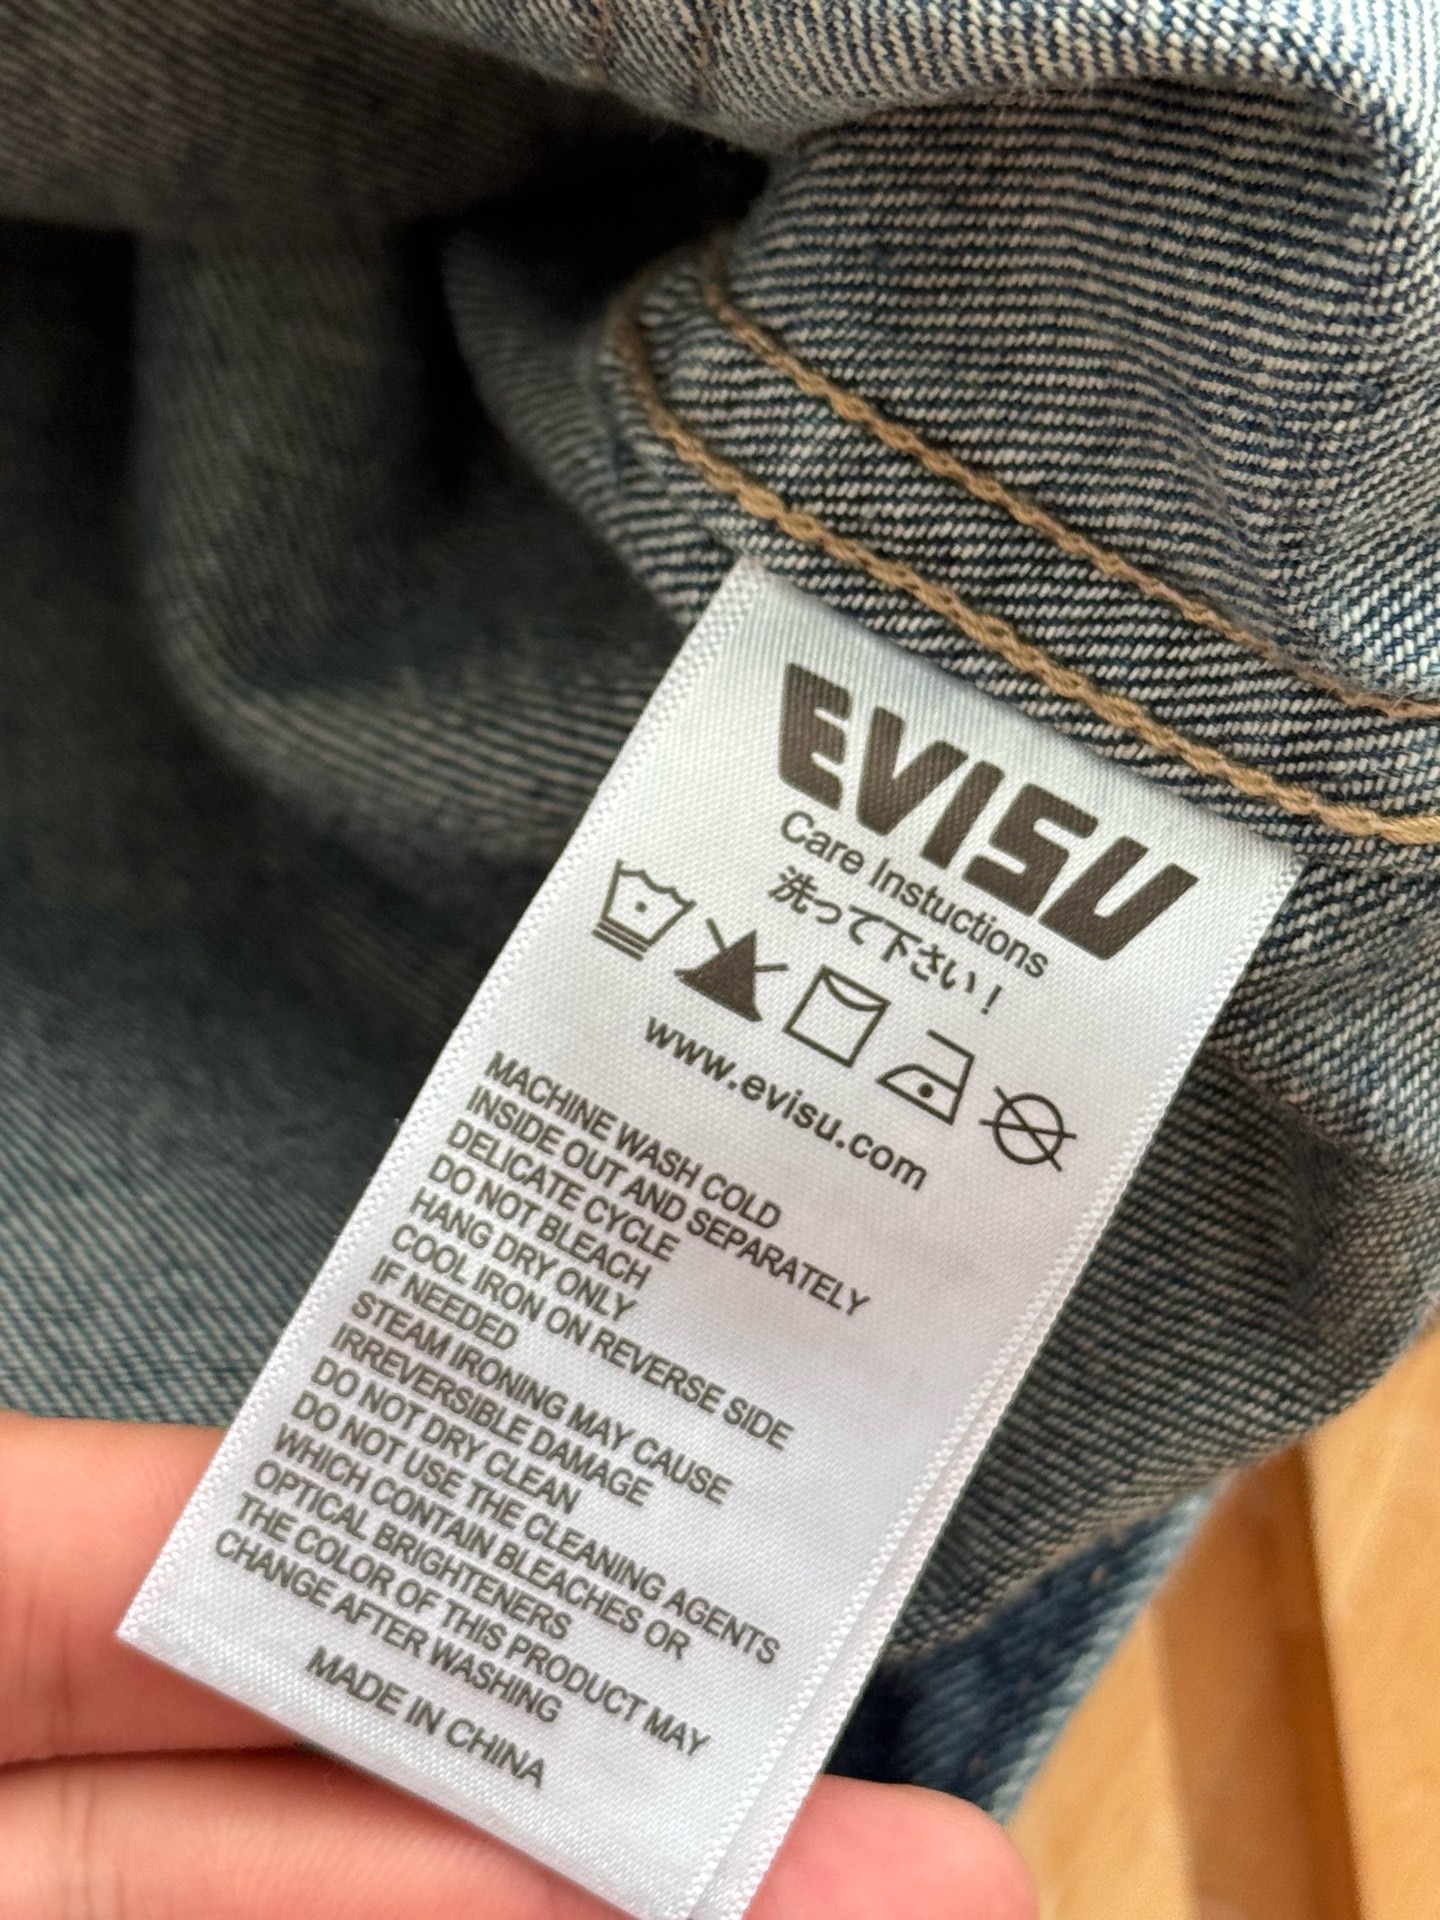 EVISU
Care Instuctions
洗って下さい！
www.evisu.com
MACHINE WASH COLD
INSIDE OUT AND SEPARATELY
DELICATE CYCLE
DO NOT BLEACH
HANG DRY ONLY
COOL IRON ON REVERSE SIDE
IF NEEDED
STEAM IRONING MAY CAUSE
IRREVERSIBLE DAMAGE
DO NOT DRY CLEAN
DO NOT USE THE CLEANING AGENTS
WHICH CONTAIN BLEACHES OR
OPTICAL BRIGHTENERS
THE COLOR OF THIS PRODUCT MAY
CHANGE AFTER WASHING
MADE IN CHINA